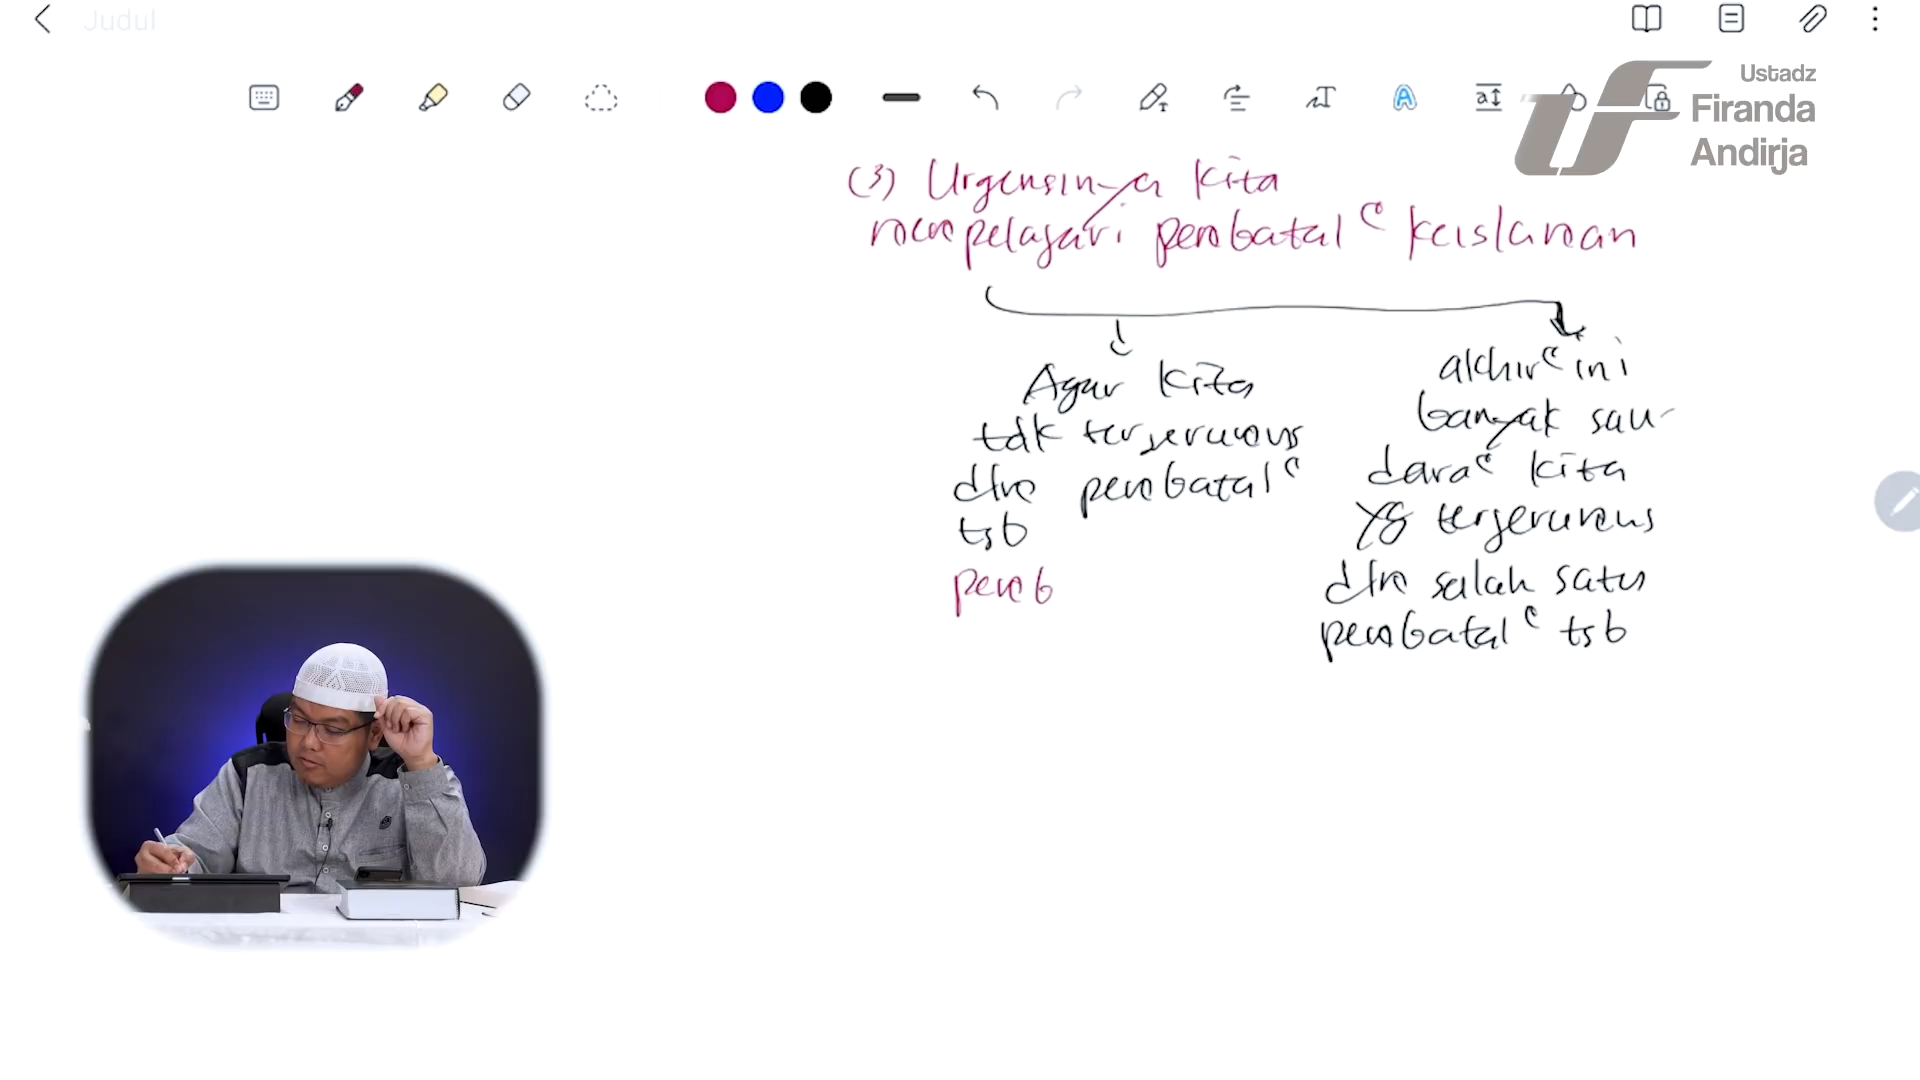 Judul
Ustadz
Firanda
Andirja
(3) Urgensinya kita
mempelajari pembatal² keislaman
Agar kita
tdk terjerumus
dlm pembatal²
tsb
pemb
akhir² ini
banyak sau-
dara² kita
yg terjerumus
dlm salah satu
pembatal² tsb